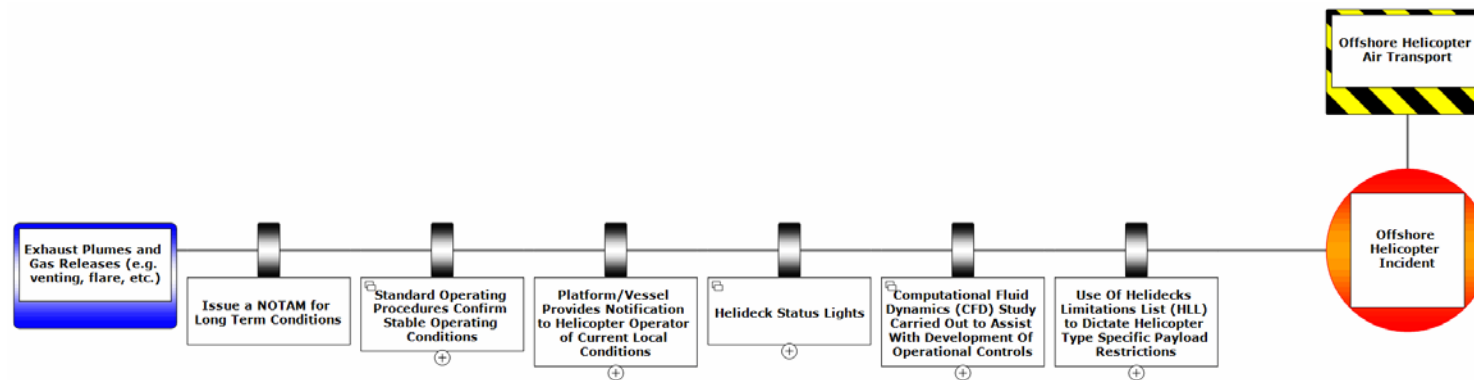 Offshore Helicopter
Air Transport
Exhaust Plumes and
Gas Releases (e.g.
venting, flare, etc.)
Issue a NOTAM for
Long Term Conditions
Standard Operating
Procedures Confirm
Stable Operating
Conditions
Platform/Vessel
Provides Notification
to Helicopter Operator
of Current Local
Conditions
Helideck Status Lights
Computational Fluid
Dynamics (CFD) Study
Carried Out to Assist
With Development Of
Operational Controls
Use Of Helidecks
Limitations List (HLL)
to Dictate Helicopter
Type Specific Payload
Restrictions
Offshore
Helicopter
Incident